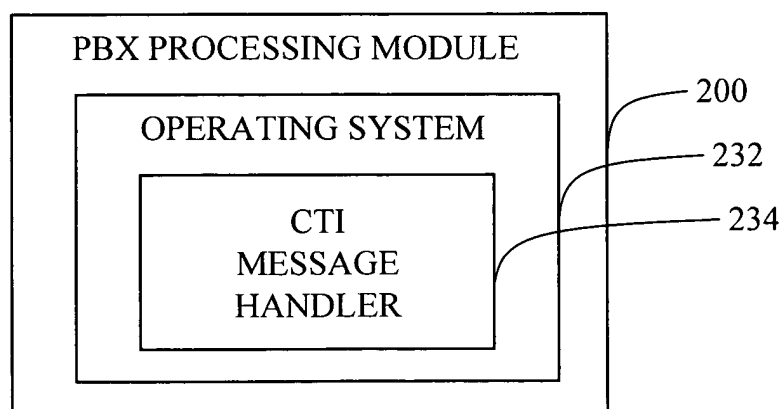 PBX PROCESSING MODULE
200
OPERATING SYSTEM
232
CTI
234
MESSAGE
HANDLER